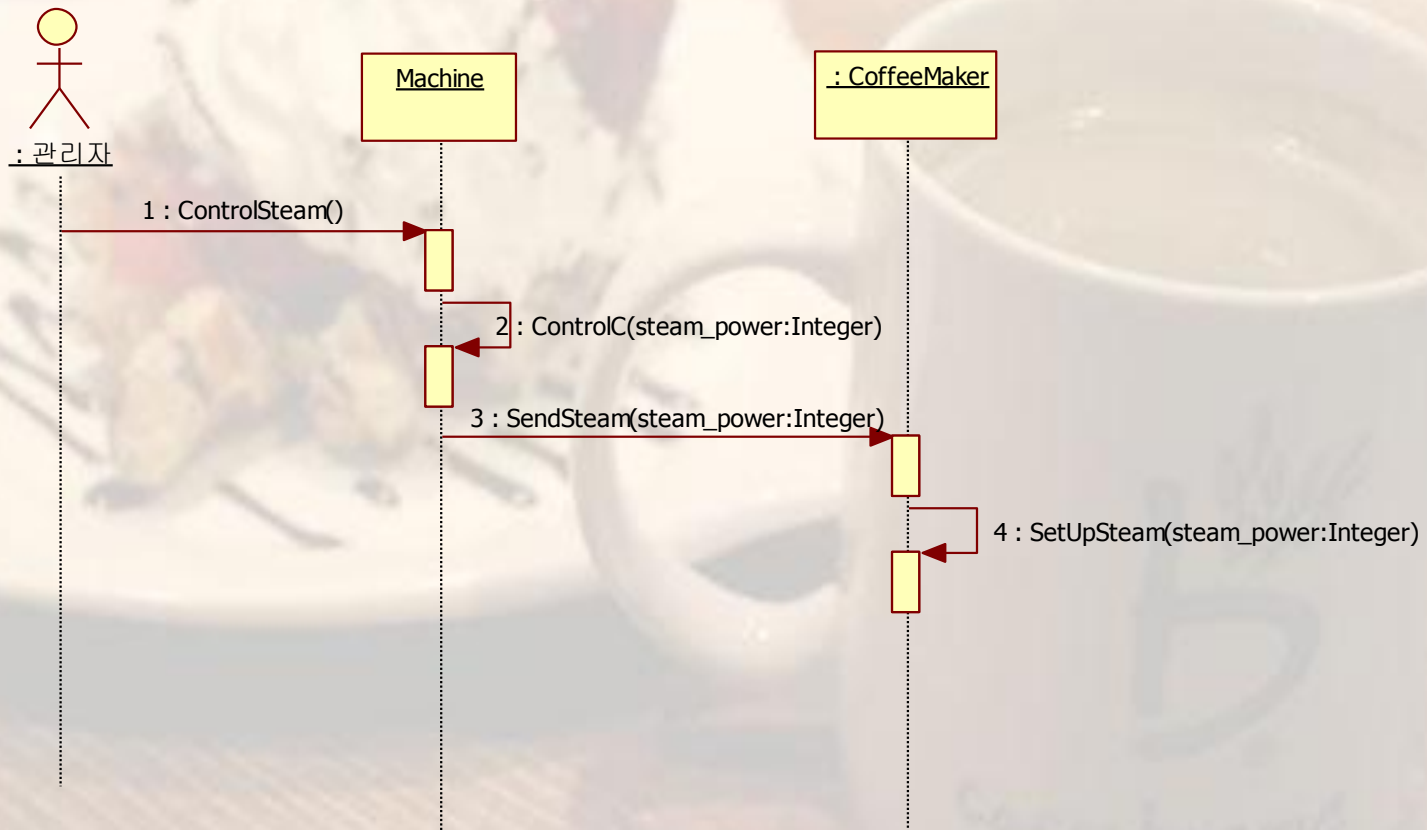 Machine
: CoffeeMaker
: 관리자
1 : ControlSteam()
2 : ControlC(steam_power:Integer)
3 : SendSteam(steam_power:Integer)
4 : SetUpSteam(steam_power:Integer)